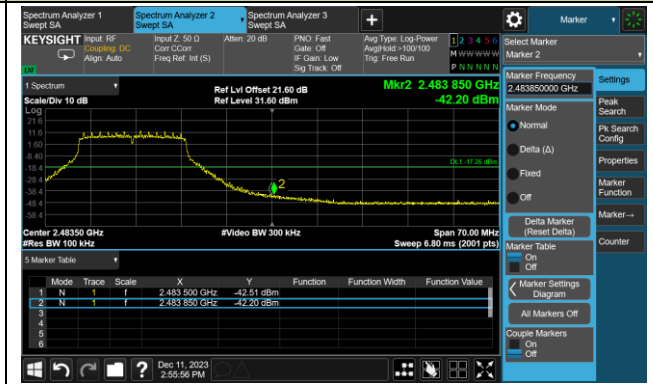 Spectrum Analyzer 1
Swept SA
Spectrum Analyzer 2
Swept SA
Spectrum Analyzer 3
Swept SA
+
Marker
KEYSIGHT
Input: RF
Coupling: DC
Align: Auto
Input Z: 50 Ω
Corr CCorr
Freq Ref: Int (S)
Atten: 20 dB
PNO: Fast
Gate: Off
IF Gain: Low
Sig Track: Off
Avg Type: Log-Power
Avg|Hold:>100/100
Trig: Free Run
1 2 3 4 5 6
M W W W W W
P N N N N N
Select Marker
Marker 2
1 Spectrum
Scale/Div 10 dB
Log
Ref Lvl Offset 21.60 dB
Ref Level 31.60 dBm
Mkr2 2.483 850 GHz
-42.20 dBm
21.6
11.6
1.60
-8.40
-18.4
-28.4
-38.4
-48.4
-58.4
DL1 -17.26 dBm
2
Center 2.48350 GHz
#Res BW 100 kHz
#Video BW 300 kHz
Span 70.00 MHz
Sweep 6.80 ms (2001 pts)
5 Marker Table
Mode Trace Scale X Y Function Function Width Function Value
1 N 1 f 2.483 500 GHz -42.51 dBm
2 N 1 f 2.483 850 GHz -42.20 dBm
3
4
5
6
Marker Frequency
2.483850000 GHz
Marker Mode
Normal
Delta (Δ)
Fixed
Off
Delta Marker
(Reset Delta)
Marker Table
On
Off
Marker Settings
Diagram
All Markers Off
Couple Markers
On
Off
Settings
Peak
Search
Pk Search
Config
Properties
Marker
Function
Marker→
Counter
?
Dec 11, 2023
2:55:56 PM